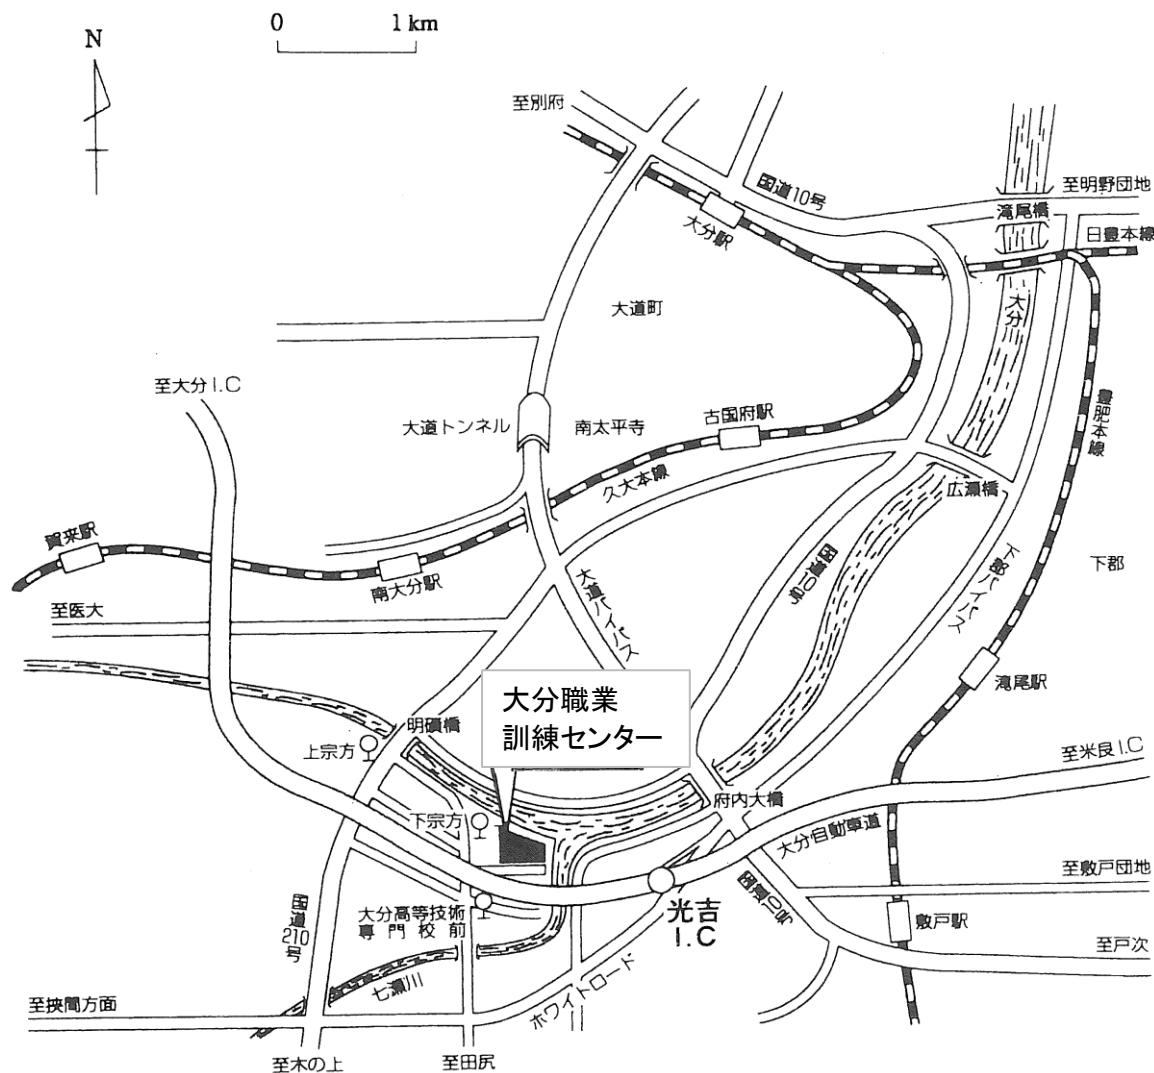 0 1 km
N
至別府
国道10号
至明野団地
滝尾橋
大分駅
日豊本線
大道町
大分川
至大分I.C
豊肥本線
大道トンネル
南太平寺
古国府駅
久大本線
広瀬橋
賀来駅
南大分駅
大道バイパス
国道10号
下郡バイパス
下郡
至医大
滝尾駅
大分職業
訓練センター
明磧橋
上宗方
至米良I.C
府内大橋
下宗方
大分自動車道
至敷戸団地
国道10号
光吉
I.C
大分高等技術
専門校前
敷戸駅
国道
210
号
至戸次
七瀬川
ホワイトロード
至挾間方面
至木の上
至田尻